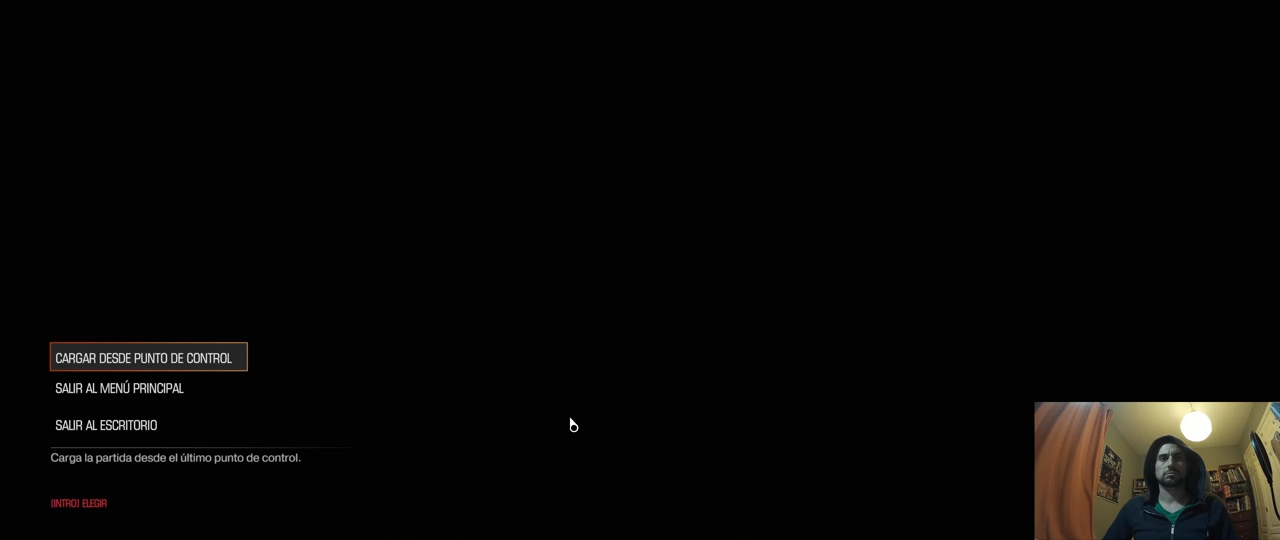 CARGAR DESDE PUNTO DE CONTROL
SALIR AL MENÚ PRINCIPAL
SALIR AL ESCRITORIO
Carga la partida desde el último punto de control.
[INTRO] ELEGIR